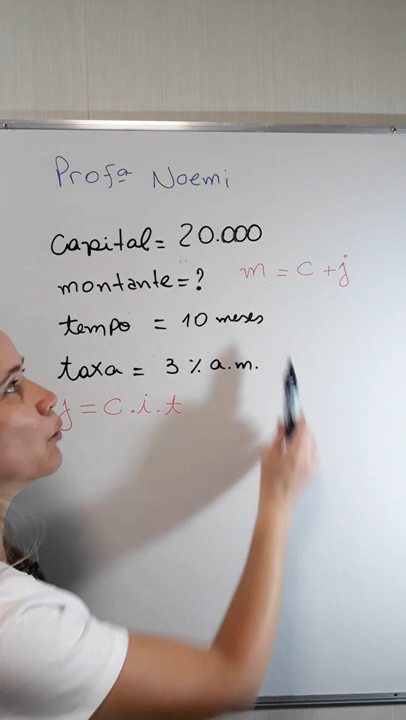 Profª Noemi
Capital = 20.000
montante = ? m = c + j
tempo = 10 meses
taxa = 3 % a.m.
j = C.i.t